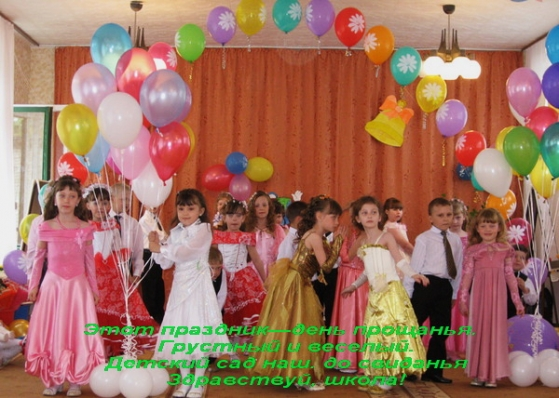 Этот праздник—день прощанья.
Грустный и веселый.
Детский сад наш, до свиданья
Здравствуй, школа!